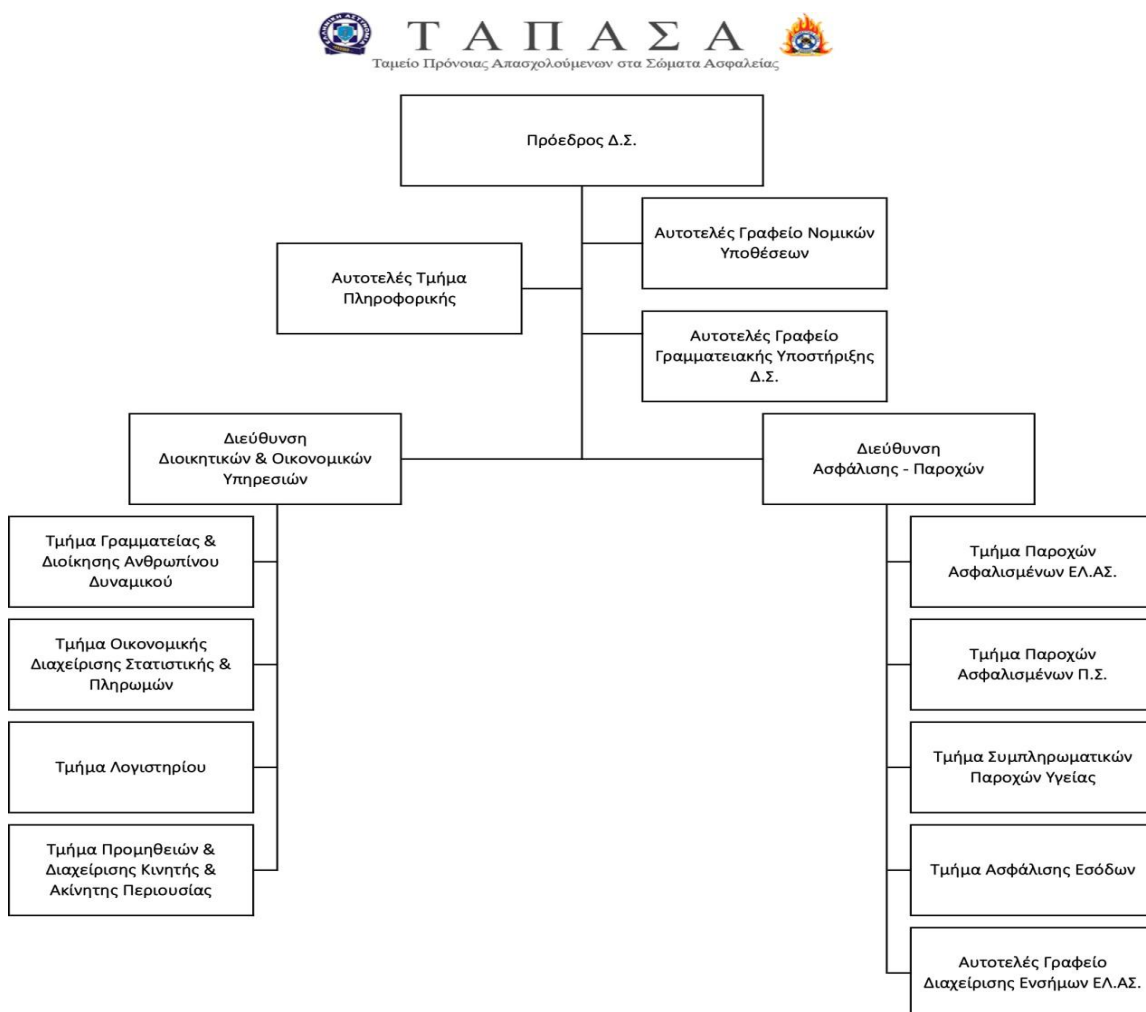 ΕΛΛΗΝΙΚΗ ΑΣΤΥΝΟΜΙΑ
ΤΑΠΑΣΑ
Ταμείο Πρόνοιας Απασχολούμενων στα Σώματα Ασφαλείας
Πρόεδρος Δ.Σ.
Αυτοτελές Γραφείο Νομικών
Υποθέσεων
Αυτοτελές Τμήμα
Πληροφορικής
Αυτοτελές Γραφείο
Γραμματειακής Υποστήριξης
Δ.Σ.
Διεύθυνση
Διοικητικών & Οικονομικών
Υπηρεσιών
Διεύθυνση
Ασφάλισης - Παροχών
Τμήμα Γραμματείας &
Διοίκησης Ανθρωπίνου
Δυναμικού
Τμήμα Οικονομικής
Διαχείρισης Στατιστικής &
Πληρωμών
Τμήμα Λογιστηρίου
Τμήμα Προμηθειών &
Διαχείρισης Κινητής &
Ακίνητης Περιουσίας
Τμήμα Παροχών
Ασφαλισμένων ΕΛ.ΑΣ.
Τμήμα Παροχών
Ασφαλισμένων Π.Σ.
Τμήμα Συμπληρωματικών
Παροχών Υγείας
Τμήμα Ασφάλισης Εσόδων
Αυτοτελές Γραφείο
Διαχείρισης Ενσήμων ΕΛ.ΑΣ.